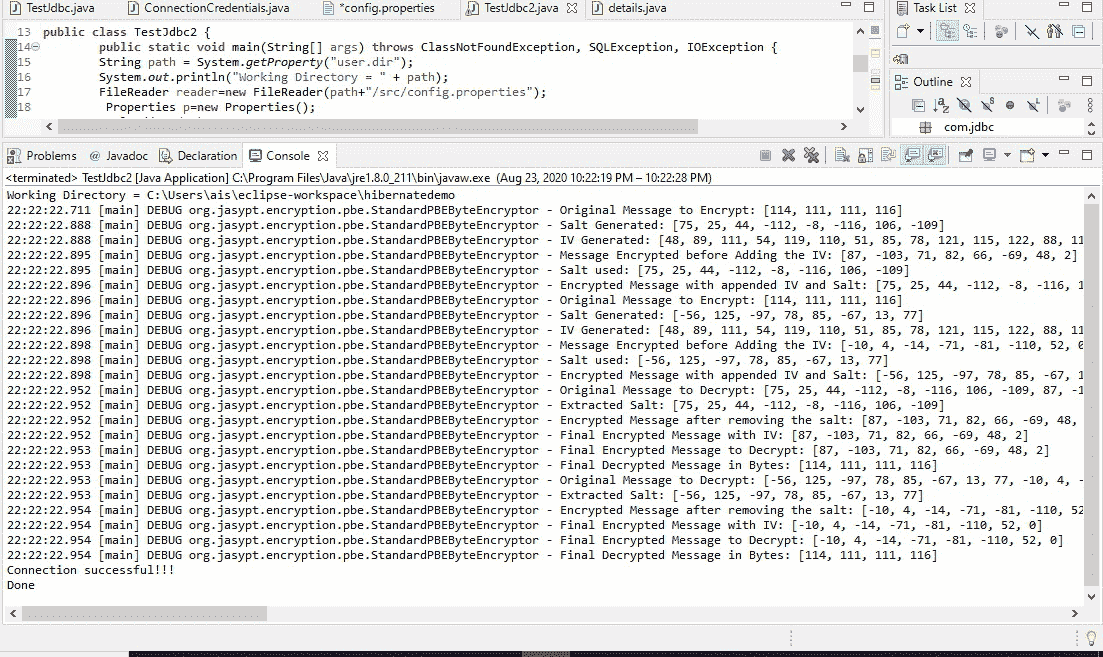 TestJdbc.java ConnectionCredentials.java *config.properties TestJdbc2.java details.java
Task List
13 public class TestJdbc2 {
14 public static void main(String[] args) throws ClassNotFoundException, SQLException, IOException {
15 String path = System.getProperty("user.dir");
16 System.out.println("Working Directory = " + path);
17 FileReader reader=new FileReader(path+"/src/config.properties");
18 Properties p=new Properties();
Outline
com.jdbc
Problems @ Javadoc Declaration Console
<terminated> TestJdbc2 [Java Application] C:\Program Files\Java\jre1.8.0_211\bin\javaw.exe (Aug 23, 2020 10:22:19 PM – 10:22:28 PM)
Working Directory = C:\Users\ais\eclipse-workspace\hibernatedemo
22:22:22.711 [main] DEBUG org.jasypt.encryption.pbe.StandardPBEByteEncryptor - Original Message to Encrypt: [114, 111, 111, 116]
22:22:22.888 [main] DEBUG org.jasypt.encryption.pbe.StandardPBEByteEncryptor - Salt Generated: [75, 25, 44, -112, -8, -116, 106, -109]
22:22:22.888 [main] DEBUG org.jasypt.encryption.pbe.StandardPBEByteEncryptor - IV Generated: [48, 89, 111, 54, 119, 110, 51, 85, 78, 121, 115, 122, 88, 11
22:22:22.895 [main] DEBUG org.jasypt.encryption.pbe.StandardPBEByteEncryptor - Message Encrypted before Adding the IV: [87, -103, 71, 82, 66, -69, 48, 2]
22:22:22.895 [main] DEBUG org.jasypt.encryption.pbe.StandardPBEByteEncryptor - Salt used: [75, 25, 44, -112, -8, -116, 106, -109]
22:22:22.896 [main] DEBUG org.jasypt.encryption.pbe.StandardPBEByteEncryptor - Encrypted Message with appended IV and Salt: [75, 25, 44, -112, -8, -116, 1
22:22:22.896 [main] DEBUG org.jasypt.encryption.pbe.StandardPBEByteEncryptor - Original Message to Encrypt: [114, 111, 111, 116]
22:22:22.896 [main] DEBUG org.jasypt.encryption.pbe.StandardPBEByteEncryptor - Salt Generated: [-56, 125, -97, 78, 85, -67, 13, 77]
22:22:22.896 [main] DEBUG org.jasypt.encryption.pbe.StandardPBEByteEncryptor - IV Generated: [48, 89, 111, 54, 119, 110, 51, 85, 78, 121, 115, 122, 88, 11
22:22:22.898 [main] DEBUG org.jasypt.encryption.pbe.StandardPBEByteEncryptor - Message Encrypted before Adding the IV: [-10, 4, -14, -71, -81, -110, 52, 0
22:22:22.898 [main] DEBUG org.jasypt.encryption.pbe.StandardPBEByteEncryptor - Salt used: [-56, 125, -97, 78, 85, -67, 13, 77]
22:22:22.898 [main] DEBUG org.jasypt.encryption.pbe.StandardPBEByteEncryptor - Encrypted Message with appended IV and Salt: [-56, 125, -97, 78, 85, -67, 1
22:22:22.952 [main] DEBUG org.jasypt.encryption.pbe.StandardPBEByteEncryptor - Original Message to Decrypt: [75, 25, 44, -112, -8, -116, 106, -109, 87, -1
22:22:22.952 [main] DEBUG org.jasypt.encryption.pbe.StandardPBEByteEncryptor - Extracted Salt: [75, 25, 44, -112, -8, -116, 106, -109]
22:22:22.952 [main] DEBUG org.jasypt.encryption.pbe.StandardPBEByteEncryptor - Encrypted Message after removing the salt: [87, -103, 71, 82, 66, -69, 48,
22:22:22.952 [main] DEBUG org.jasypt.encryption.pbe.StandardPBEByteEncryptor - Final Encrypted Message with IV: [87, -103, 71, 82, 66, -69, 48, 2]
22:22:22.953 [main] DEBUG org.jasypt.encryption.pbe.StandardPBEByteEncryptor - Final Encrypted Message to Decrypt: [87, -103, 71, 82, 66, -69, 48, 2]
22:22:22.953 [main] DEBUG org.jasypt.encryption.pbe.StandardPBEByteEncryptor - Final Decrypted Message in Bytes: [114, 111, 111, 116]
22:22:22.953 [main] DEBUG org.jasypt.encryption.pbe.StandardPBEByteEncryptor - Original Message to Decrypt: [-56, 125, -97, 78, 85, -67, 13, 77, -10, 4, -
22:22:22.953 [main] DEBUG org.jasypt.encryption.pbe.StandardPBEByteEncryptor - Extracted Salt: [-56, 125, -97, 78, 85, -67, 13, 77]
22:22:22.954 [main] DEBUG org.jasypt.encryption.pbe.StandardPBEByteEncryptor - Encrypted Message after removing the salt: [-10, 4, -14, -71, -81, -110, 52
22:22:22.954 [main] DEBUG org.jasypt.encryption.pbe.StandardPBEByteEncryptor - Final Encrypted Message with IV: [-10, 4, -14, -71, -81, -110, 52, 0]
22:22:22.954 [main] DEBUG org.jasypt.encryption.pbe.StandardPBEByteEncryptor - Final Encrypted Message to Decrypt: [-10, 4, -14, -71, -81, -110, 52, 0]
22:22:22.954 [main] DEBUG org.jasypt.encryption.pbe.StandardPBEByteEncryptor - Final Decrypted Message in Bytes: [114, 111, 111, 116]
Connection successful!!!
Done